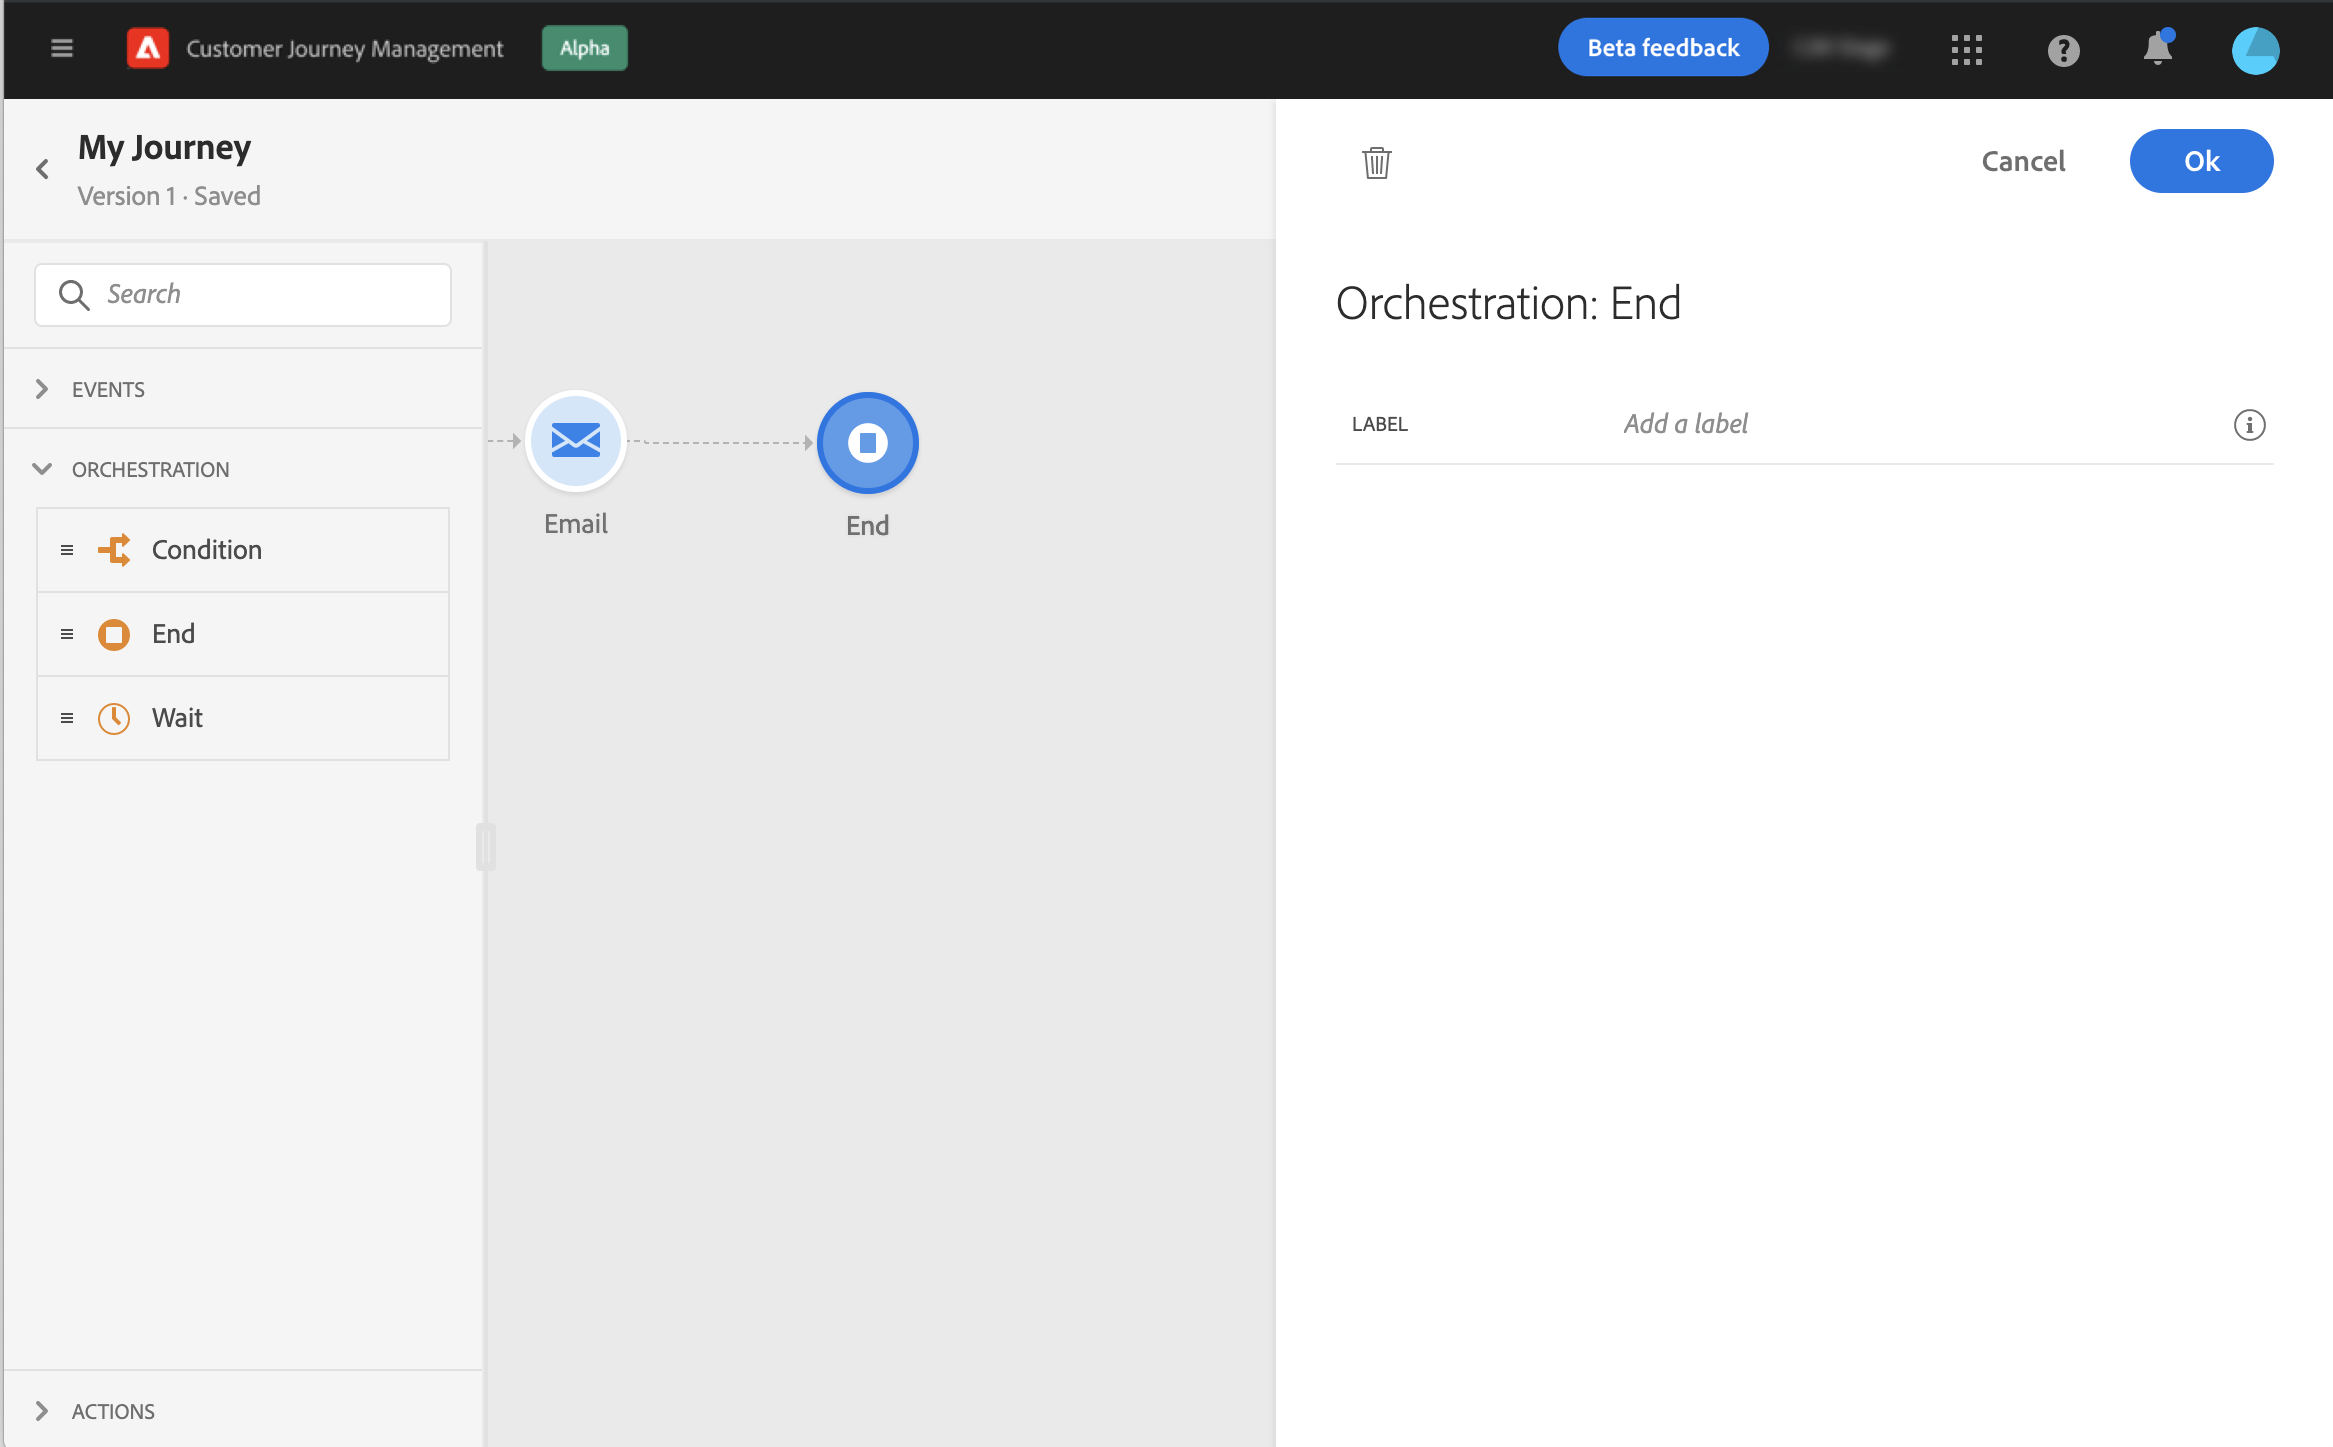 Customer Journey Management
Alpha
Beta feedback
My Journey
Version 1 · Saved
Cancel
Ok
Search
Orchestration: End
EVENTS
LABEL
Add a label
ORCHESTRATION
Email
End
Condition
End
Wait
ACTIONS